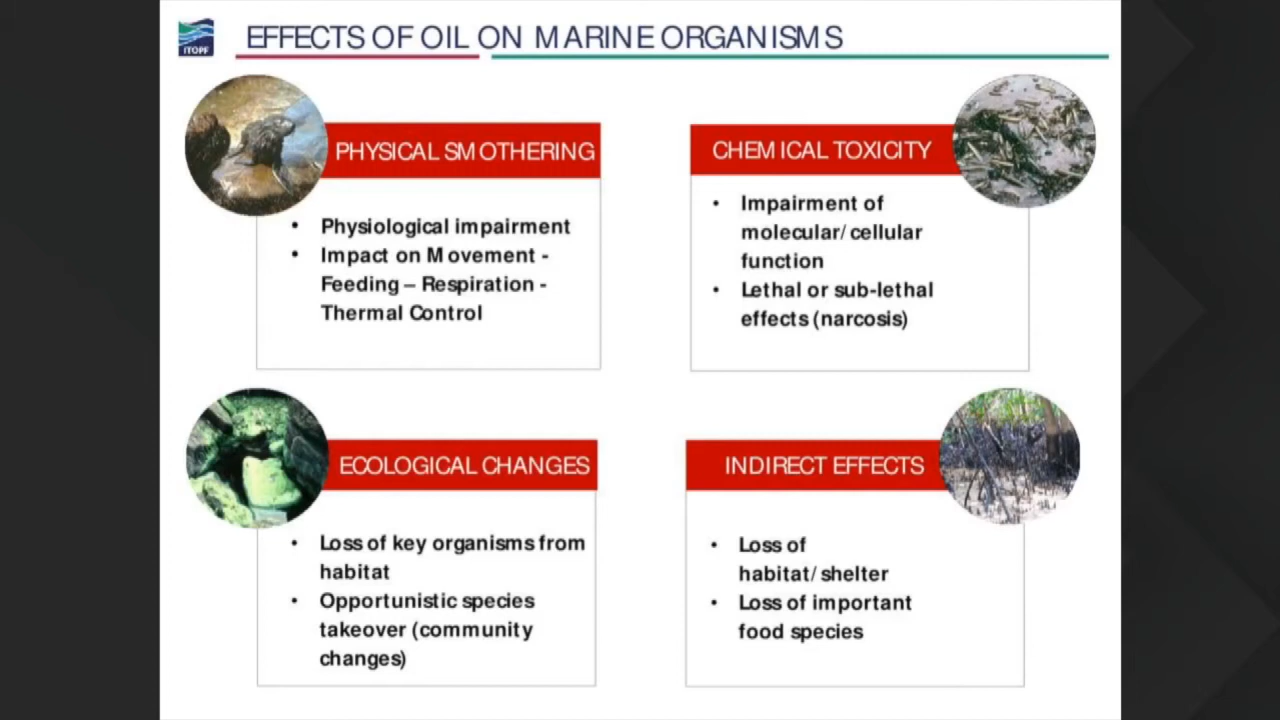 ITOPF
EFFECTS OF OIL ON MARINE ORGANISMS
PHYSICAL SMOTHERING
• Physiological impairment
• Impact on Movement -
Feeding – Respiration -
Thermal Control
CHEMICAL TOXICITY
• Impairment of
molecular/ cellular
function
• Lethal or sub-lethal
effects (narcosis)
ECOLOGICAL CHANGES
• Loss of key organisms from
habitat
• Opportunistic species
takeover (community
changes)
INDIRECT EFFECTS
• Loss of
habitat/ shelter
• Loss of important
food species